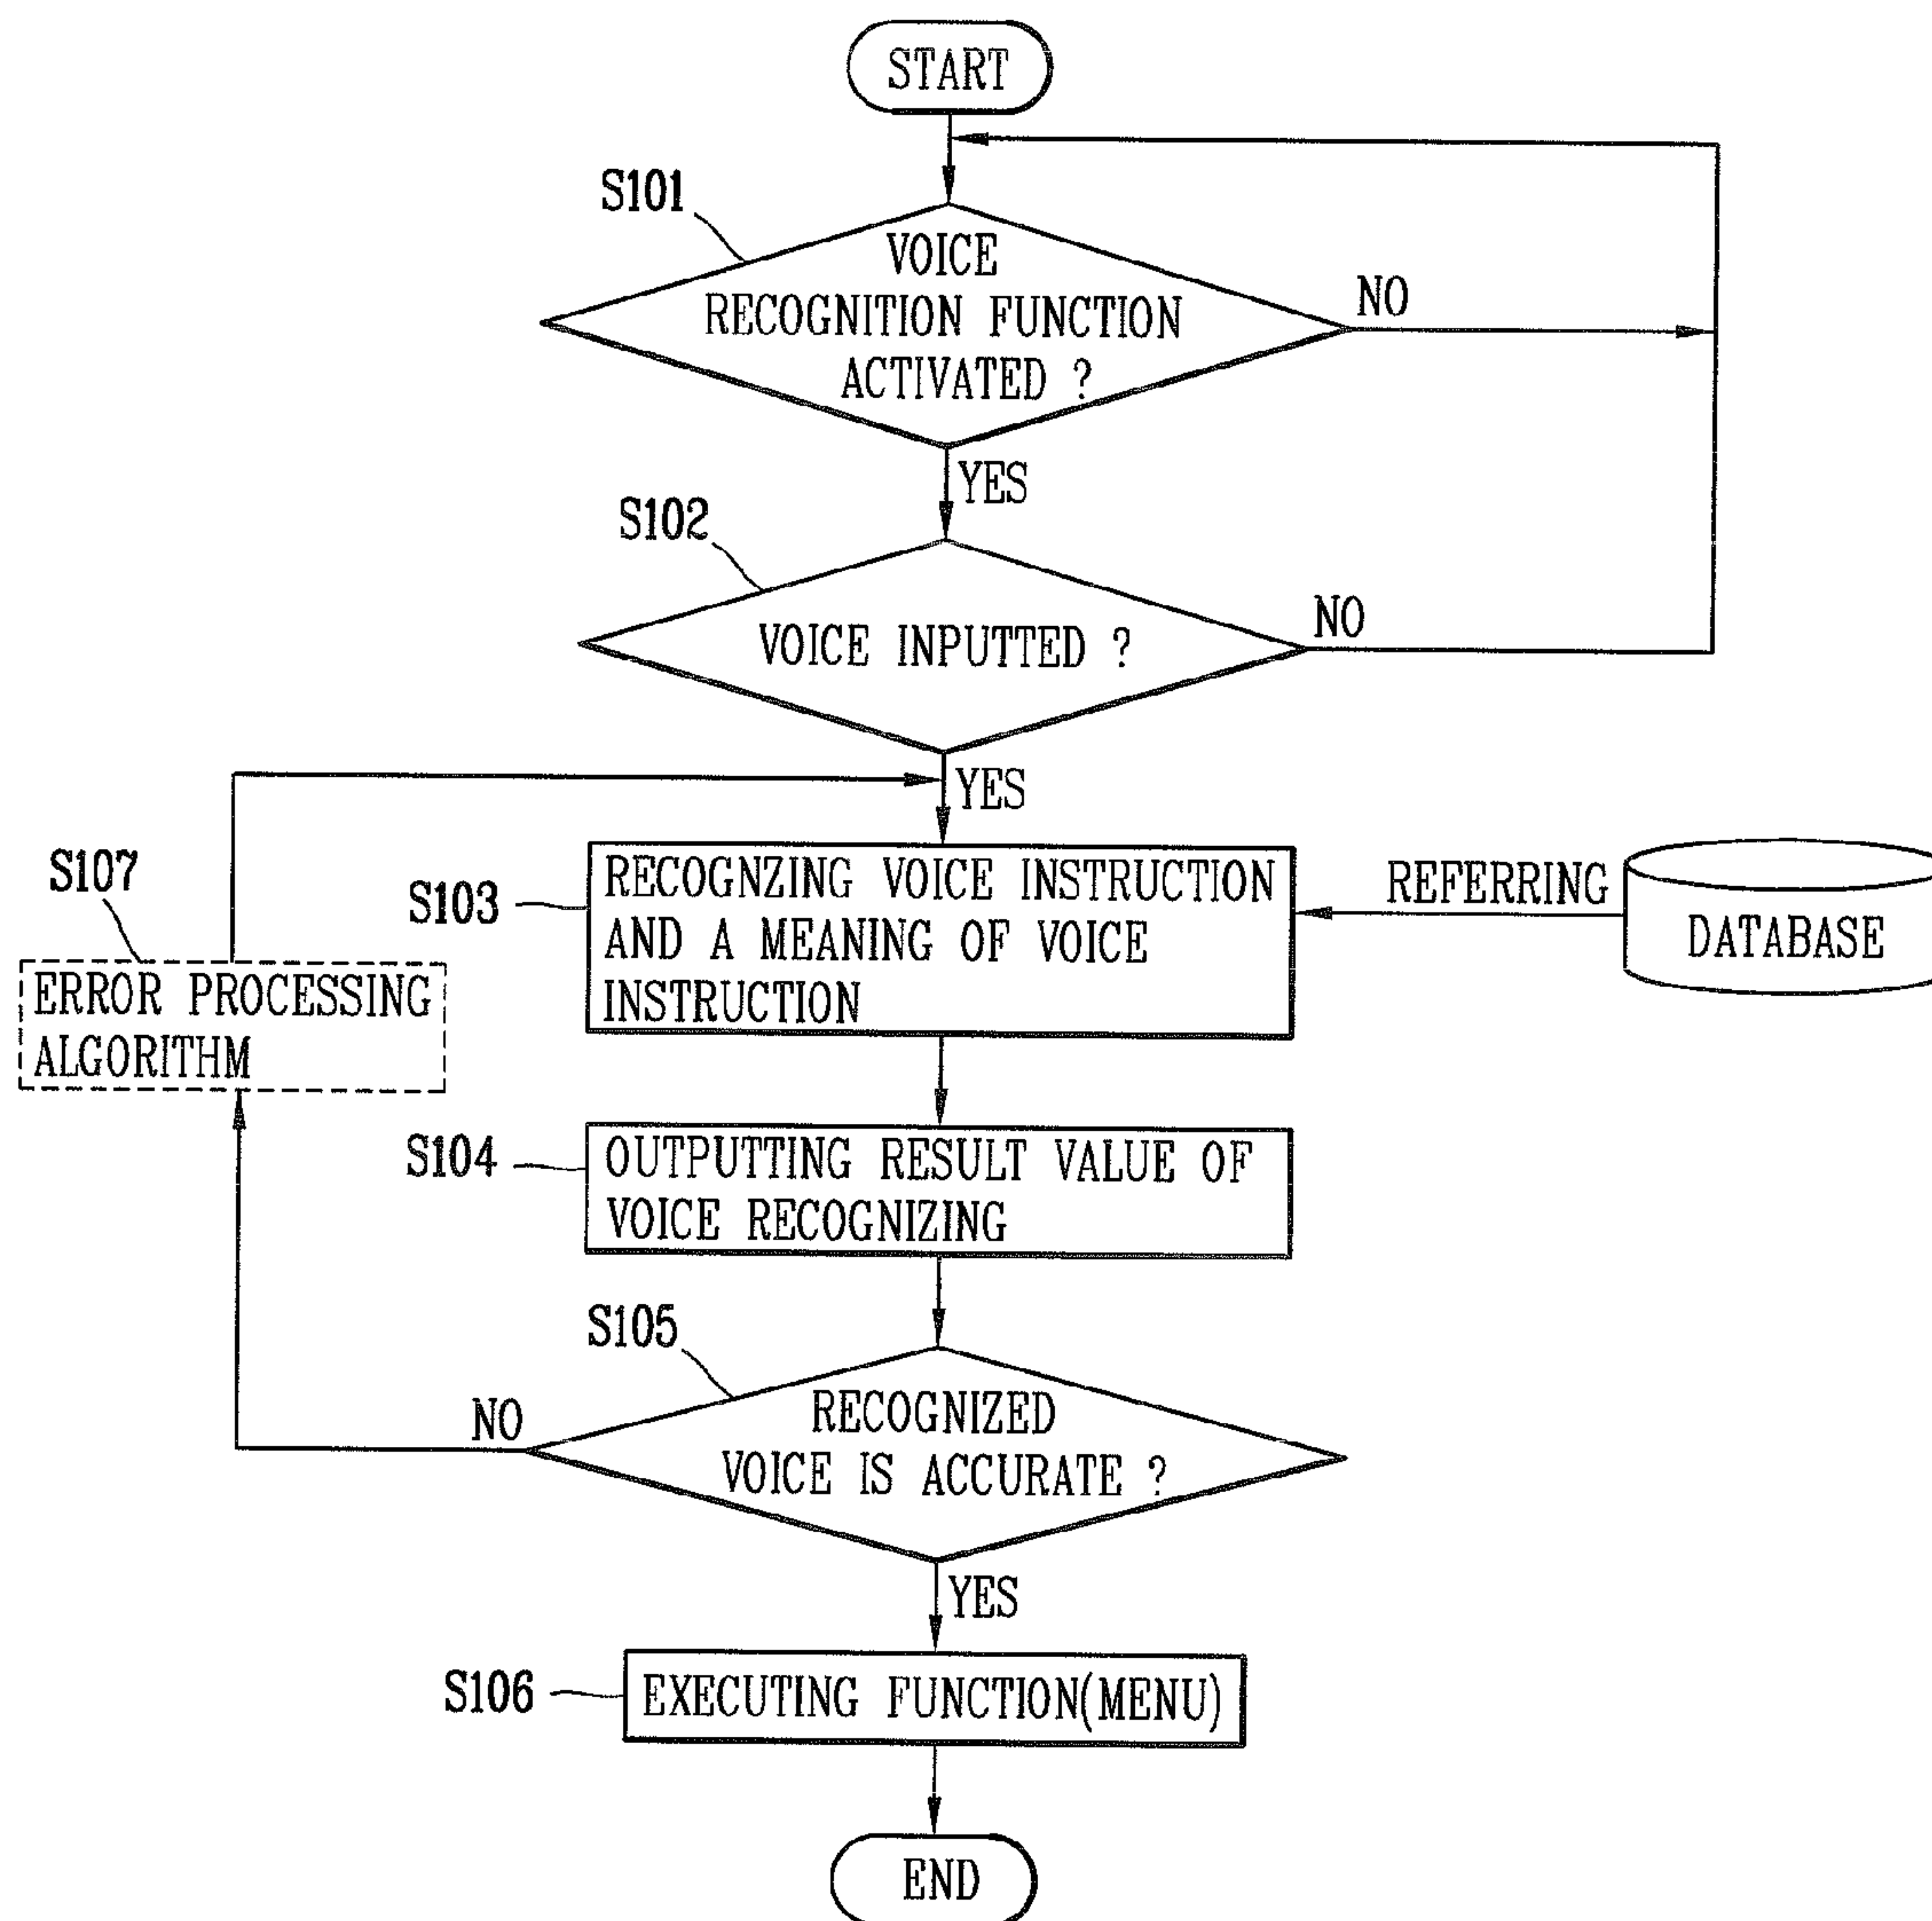 START
S101
VOICE
RECOGNITION FUNCTION
ACTIVATED ?
NO
YES
S102
VOICE INPUTTED ?
NO
YES
S103
RECOGNZING VOICE INSTRUCTION
AND A MEANING OF VOICE
INSTRUCTION
REFERRING
DATABASE
S107
ERROR PROCESSING
ALGORITHM
S104
OUTPUTTING RESULT VALUE OF
VOICE RECOGNIZING
S105
RECOGNIZED
VOICE IS ACCURATE ?
NO
YES
S106
EXECUTING FUNCTION(MENU)
END